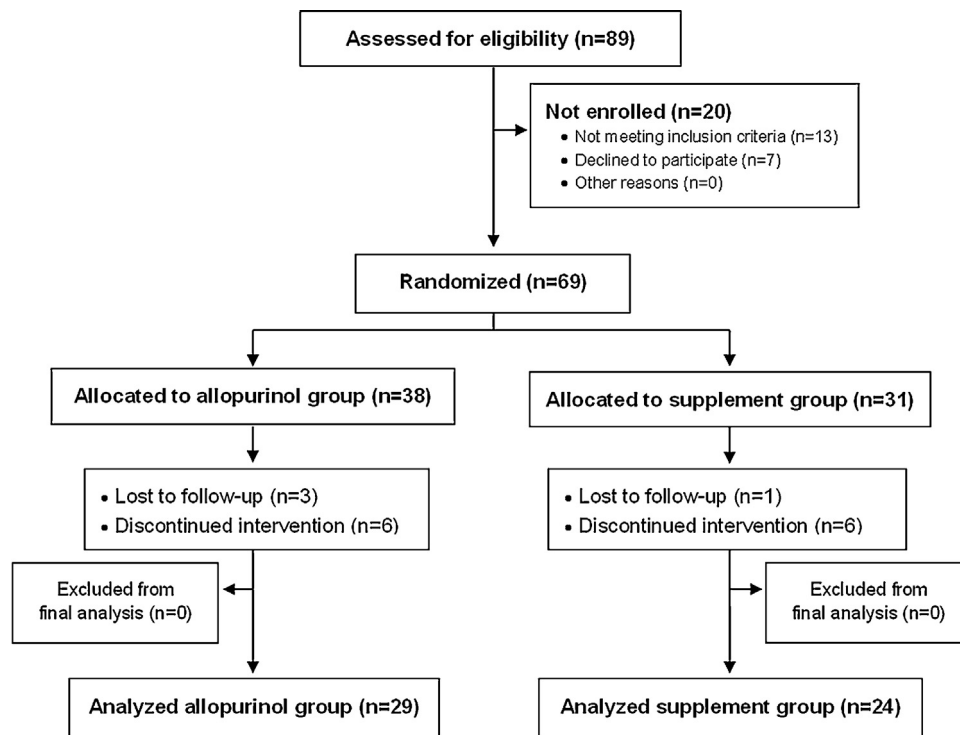 Assessed for eligibility (n=89)
Not enrolled (n=20)
• Not meeting inclusion criteria (n=13)
• Declined to participate (n=7)
• Other reasons (n=0)
Randomized (n=69)
Allocated to allopurinol group (n=38)
Allocated to supplement group (n=31)
• Lost to follow-up (n=3)
• Discontinued intervention (n=6)
• Lost to follow-up (n=1)
• Discontinued intervention (n=6)
Excluded from
final analysis (n=0)
Excluded from
final analysis (n=0)
Analyzed allopurinol group (n=29)
Analyzed supplement group (n=24)